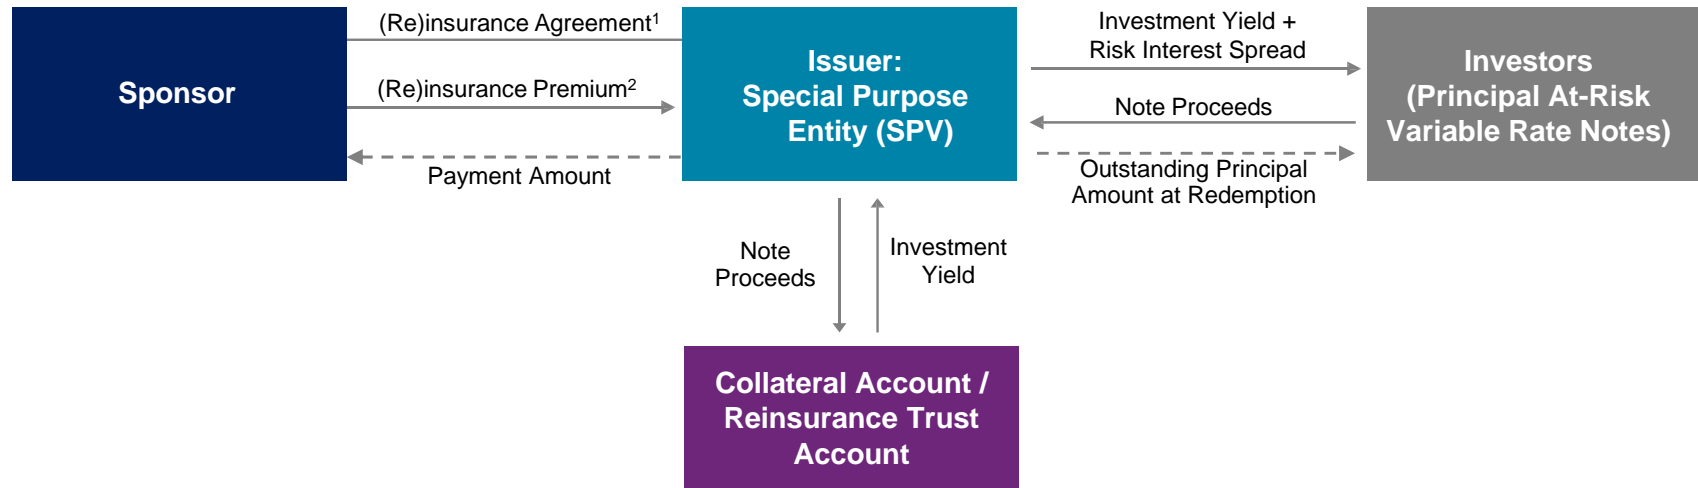 Sponsor
(Re)insurance Agreement¹
(Re)insurance Premium²
Payment Amount
Issuer:
Special Purpose
Entity (SPV)
Investment Yield +
Risk Interest Spread
Note Proceeds
Outstanding Principal
Amount at Redemption
Investors
(Principal At-Risk
Variable Rate Notes)
Note
Proceeds
Investment
Yield
Collateral Account /
Reinsurance Trust
Account